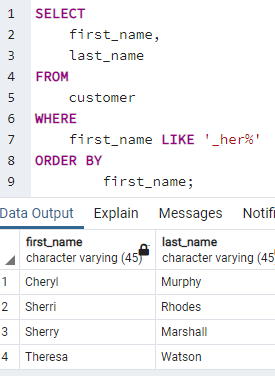 1 SELECT
2 first_name,
3 last_name
4 FROM
5 customer
6 WHERE
7 first_name LIKE '_her%'
8 ORDER BY
9 first_name;
Data Output Explain Messages Notifi
first_name last_name
character varying (45) character varying (45)
1 Cheryl Murphy
2 Sherri Rhodes
3 Sherry Marshall
4 Theresa Watson